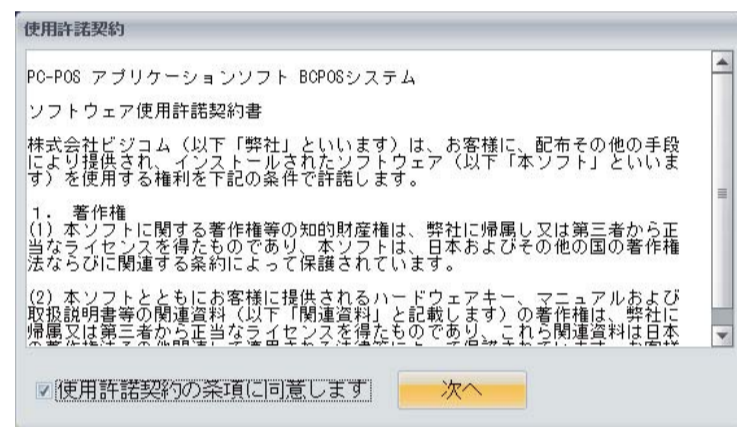 使用許諾契約
PC-POS アプリケーションソフト BCPOSシステム
ソフトウェア使用許諾契約書
株式会社ビジコム（以下「弊社」といいます）は、お客様に、配布その他の手段
により提供され、インストールされたソフトウェア（以下「本ソフト」といいま
す）を使用する権利を下記の条件で許諾します。
１． 著作権
(1) 本ソフトに関する著作権等の知的財産権は、弊社に帰属し又は第三者から正
当なライセンスを得たものであり、本ソフトは、日本およびその他の国の著作権
法ならびに関連する条約によって保護されています。
(2) 本ソフトとともにお客様に提供されるハードウェアキー、マニュアルおよび
取扱説明書等の関連資料（以下「関連資料」と記載します）の著作権は、弊社に
帰属又は第三者から正当なライセンスを得たものであり、これら関連資料は日本
使用許諾契約の条項に同意します
次へ